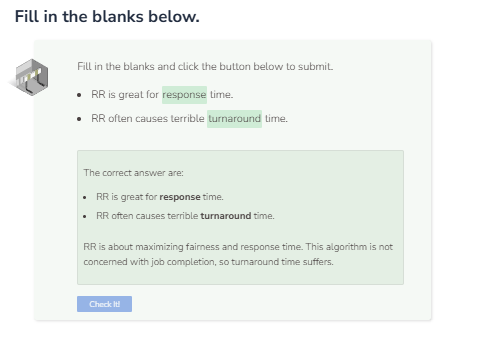 Fill in the blanks below.
Fill in the blanks and click the button below to submit.
• RR is great for response time.
• RR often causes terrible turnaround time.
The correct answer are:
• RR is great for response time.
• RR often causes terrible turnaround time.
RR is about maximizing fairness and response time. This algorithm is not
concerned with job completion, so turnaround time suffers.
Check It!